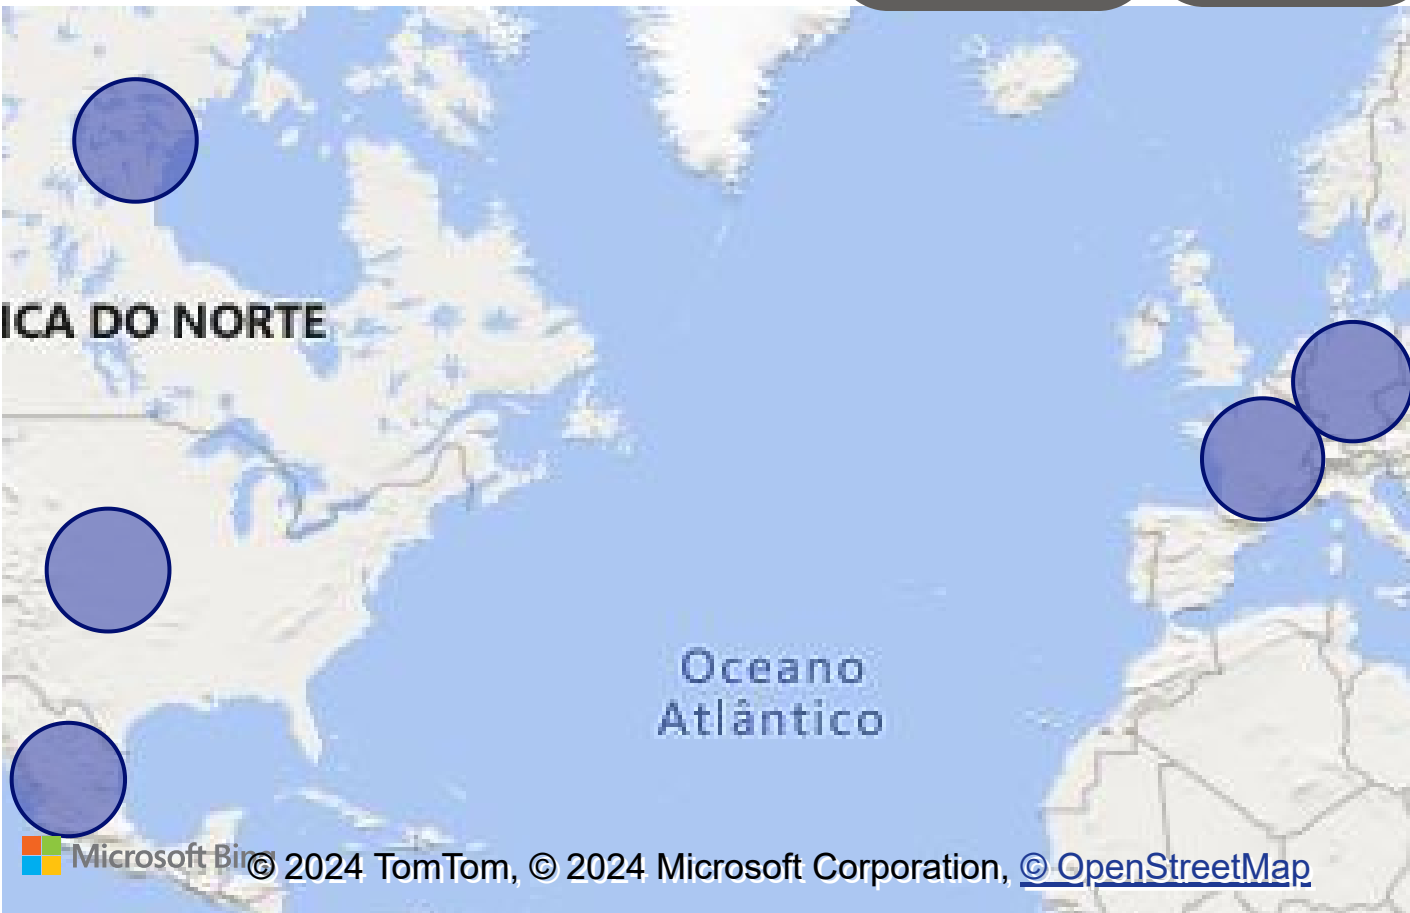 ICA DO NORTE
Oceano
Atlântico
Microsoft Bing
© 2024 TomTom, © 2024 Microsoft Corporation, © OpenStreetMap